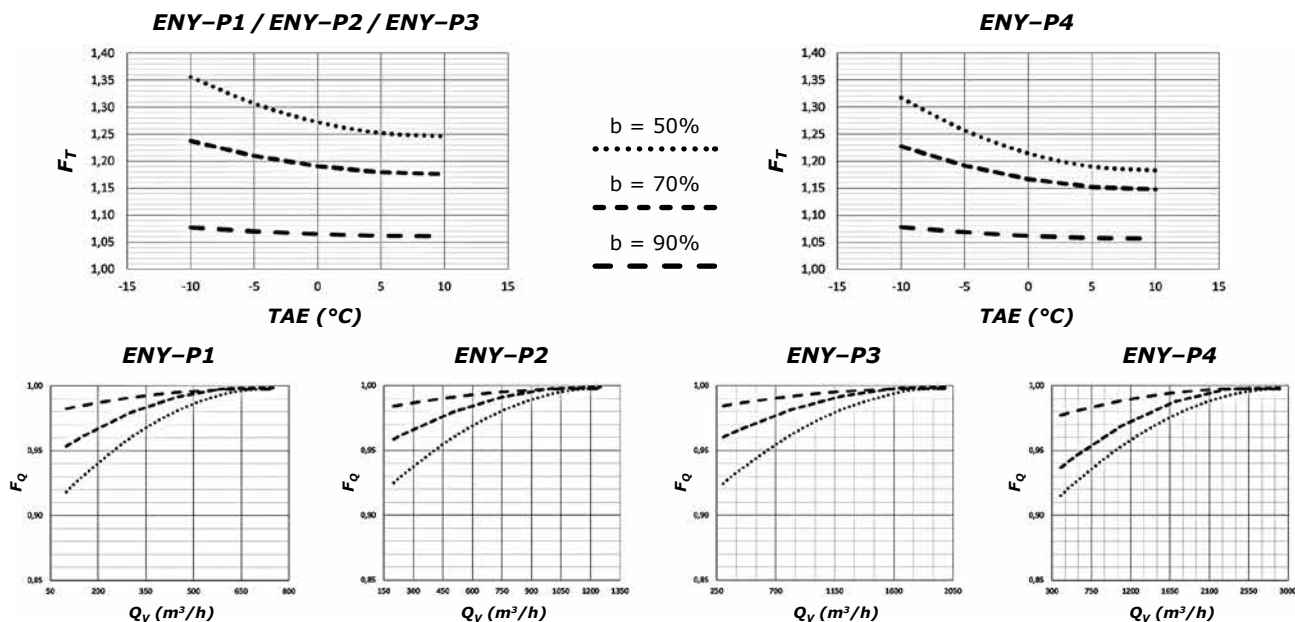 ENY–P1 / ENY–P2 / ENY–P3
1,40
1,35
1,30
1,25
1,20
1,15
1,10
1,05
1,00
F_T
-15 -10 -5 0 5 10 15
TAE (°C)
b = 50%
b = 70%
b = 90%
ENY–P4
1,40
1,35
1,30
1,25
1,20
1,15
1,10
1,05
1,00
F_T
-15 -10 -5 0 5 10 15
TAE (°C)
ENY–P1
1,00
0,95
0,90
0,85
F_Q
50 200 350 500 650 800
Q_V (m³/h)
ENY–P2
1,00
0,95
0,90
0,85
F_Q
150 300 450 600 750 900 1050 1200 1350
Q_V (m³/h)
ENY–P3
1,00
0,95
0,90
0,85
F_Q
250 700 1150 1600 2050
Q_V (m³/h)
ENY–P4
1,00
0,95
0,90
0,85
F_Q
300 750 1200 1650 2100 2550 3000
Q_V (m³/h)